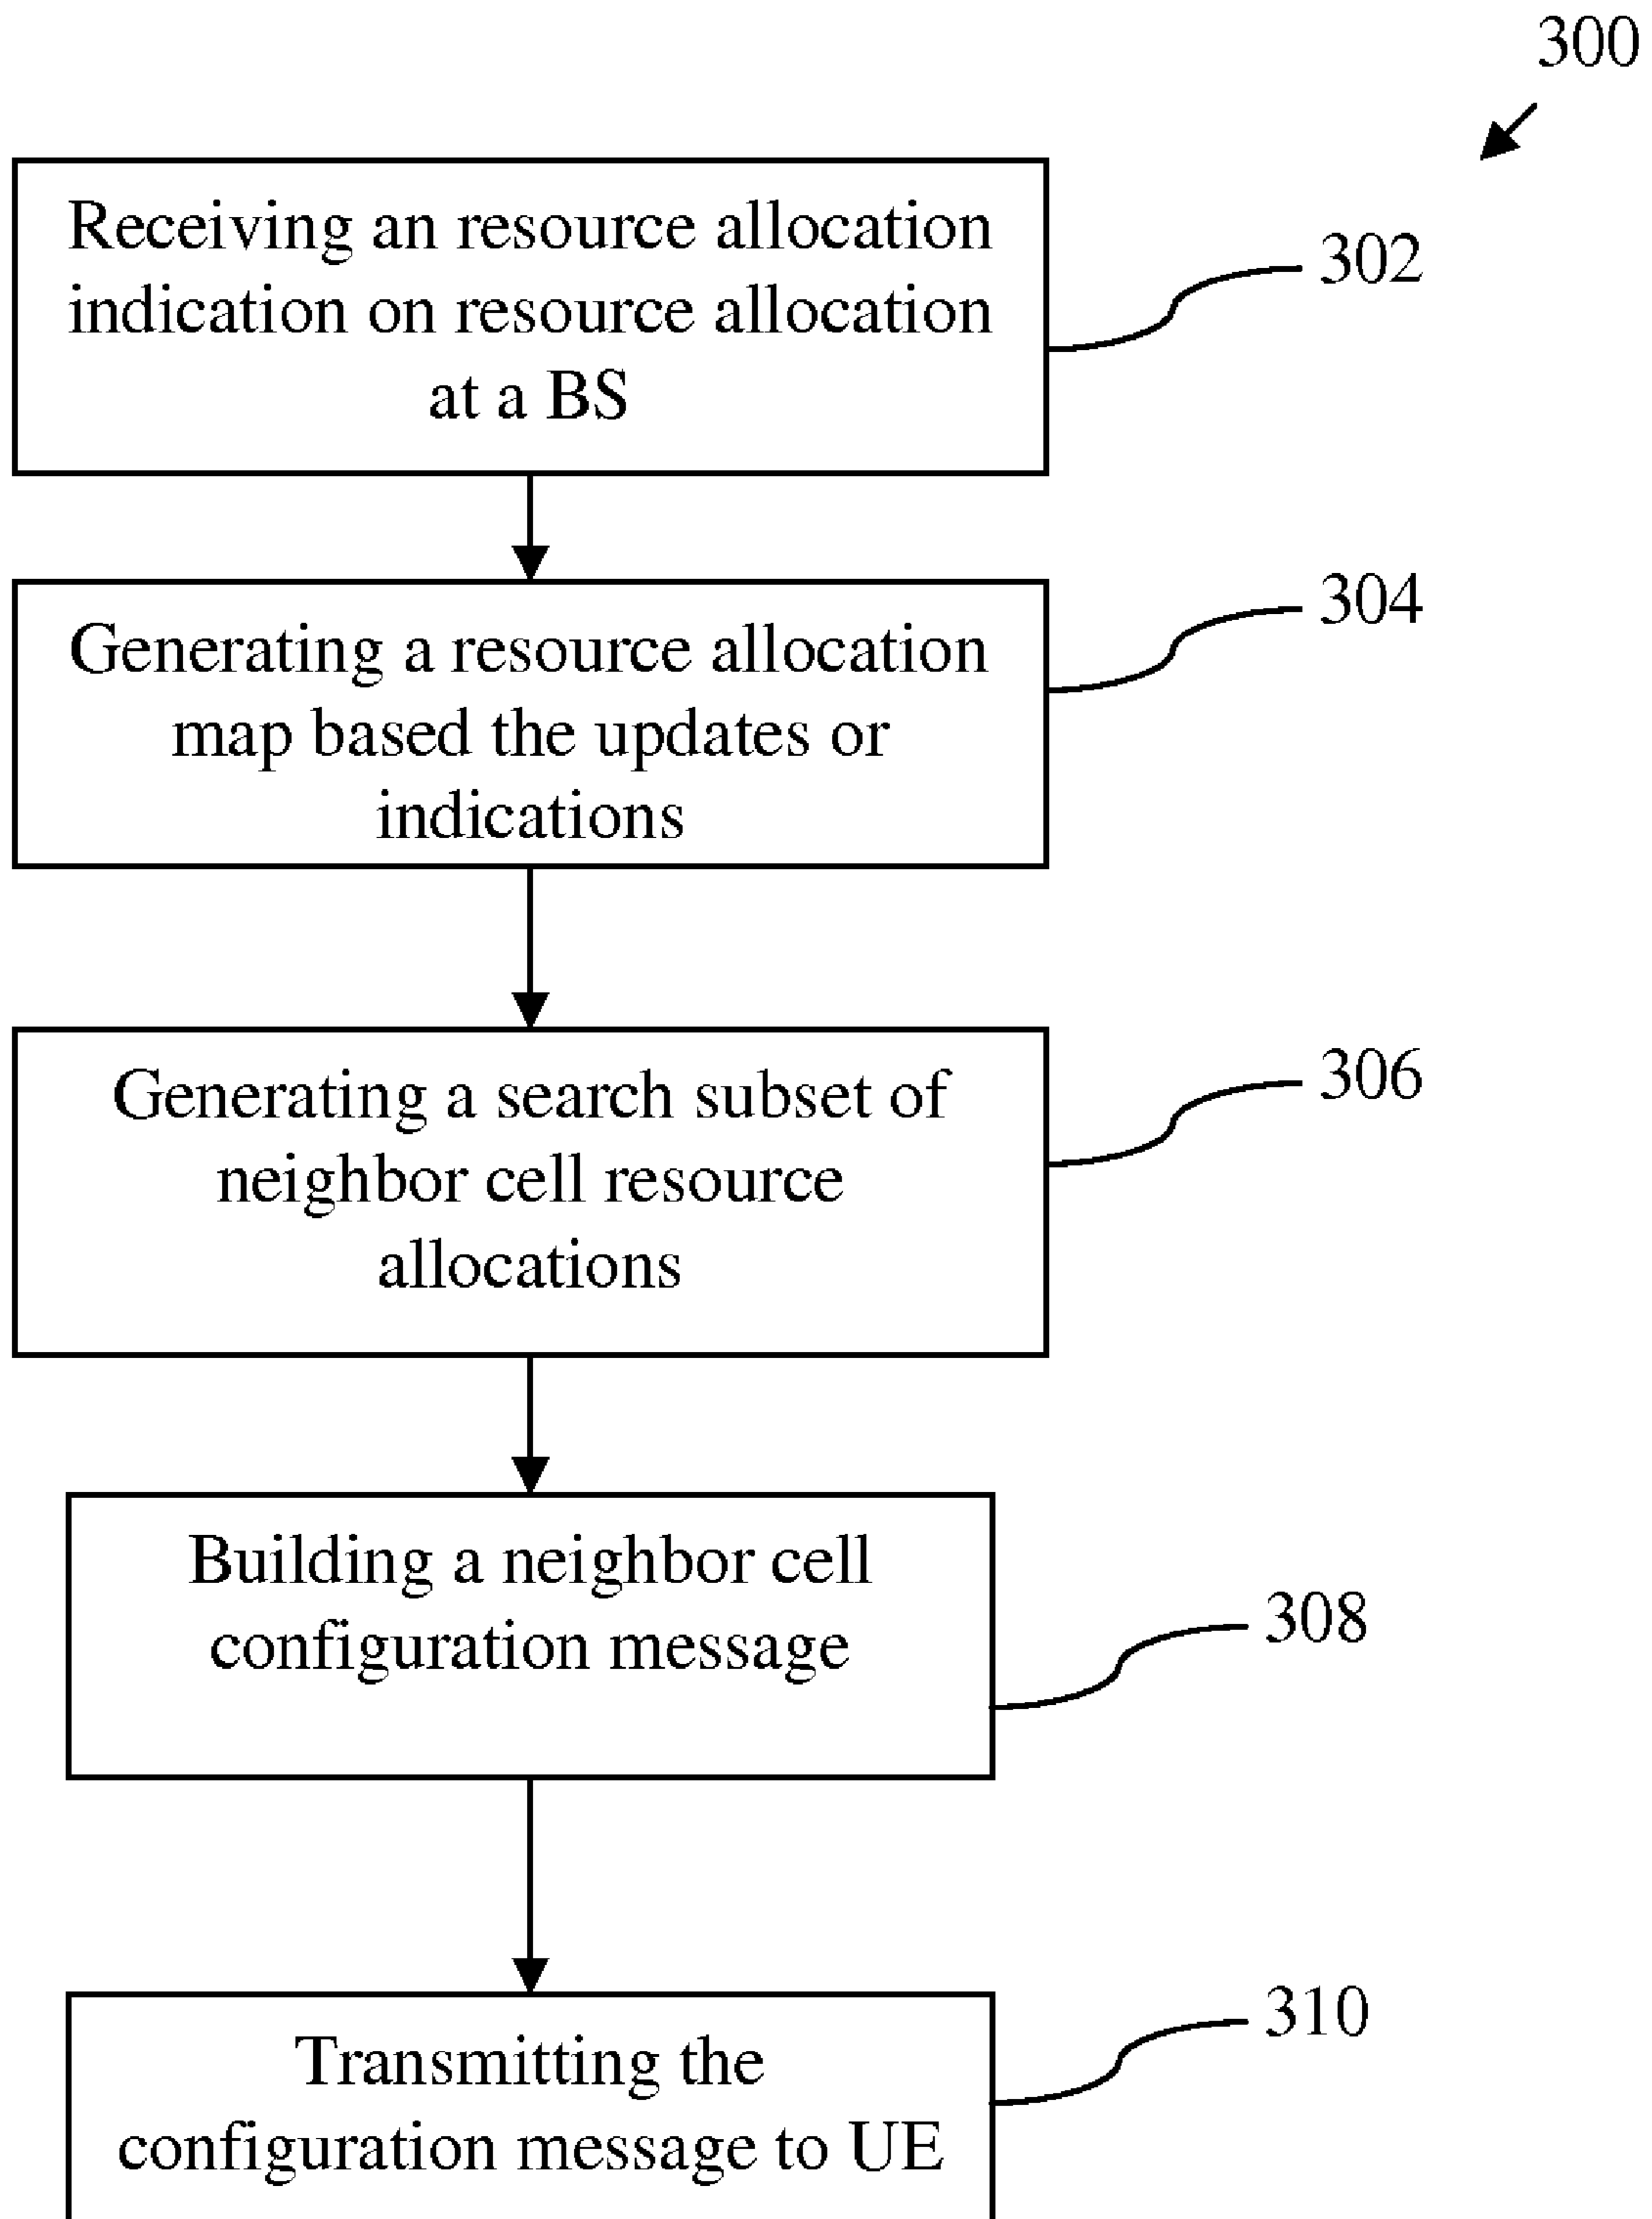 300
Receiving an resource allocation
indication on resource allocation
at a BS
302
Generating a resource allocation
map based the updates or
indications
304
Generating a search subset of
neighbor cell resource
allocations
306
Building a neighbor cell
configuration message
308
Transmitting the
configuration message to UE
310